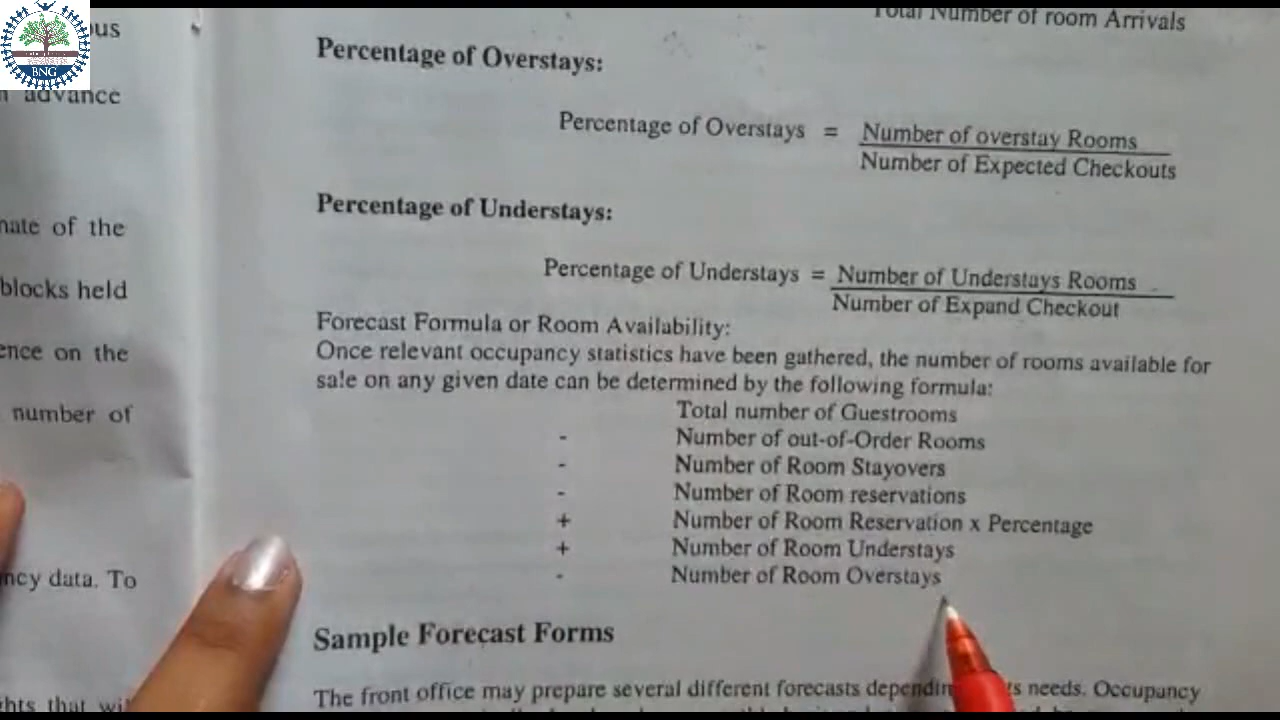 BNG
ous
advance
mate of the
blocks held
ence on the
number of
ncy data. To
ghts that wi
Total Number of room Arrivals
Percentage of Overstays:
Percentage of Overstays = Number of overstay Rooms
Number of Expected Checkouts
Percentage of Understays:
Percentage of Understays = Number of Understays Rooms
Number of Expand Checkout
Forecast Formula or Room Availability:
Once relevant occupancy statistics have been gathered, the number of rooms available for
sale on any given date can be determined by the following formula:
Total number of Guestrooms
- Number of out-of-Order Rooms
- Number of Room Stayovers
- Number of Room reservations
+ Number of Room Reservation x Percentage
+ Number of Room Understays
- Number of Room Overstays
Sample Forecast Forms
The front office may prepare several different forecasts dependin ts needs. Occupancy